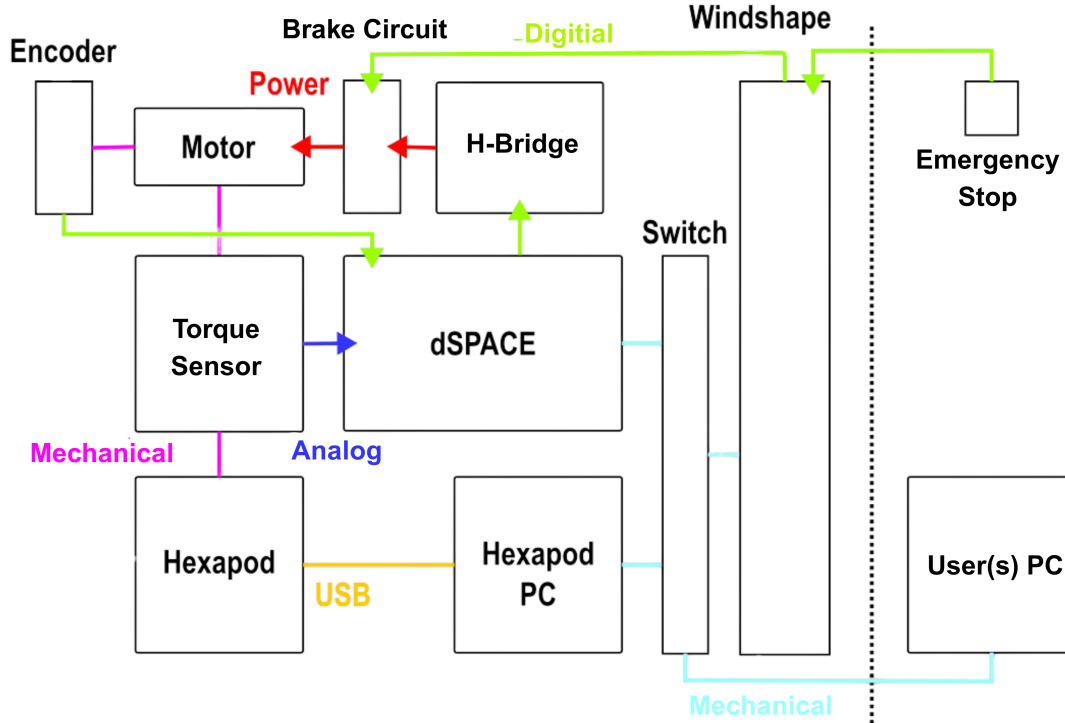 Windshape
Brake Circuit
-Digitial
Encoder
Power
Motor
H-Bridge
Emergency
Stop
Switch
Torque
Sensor
dSPACE
Mechanical
Analog
Hexapod
Hexapod
PC
User(s) PC
USB
Mechanical